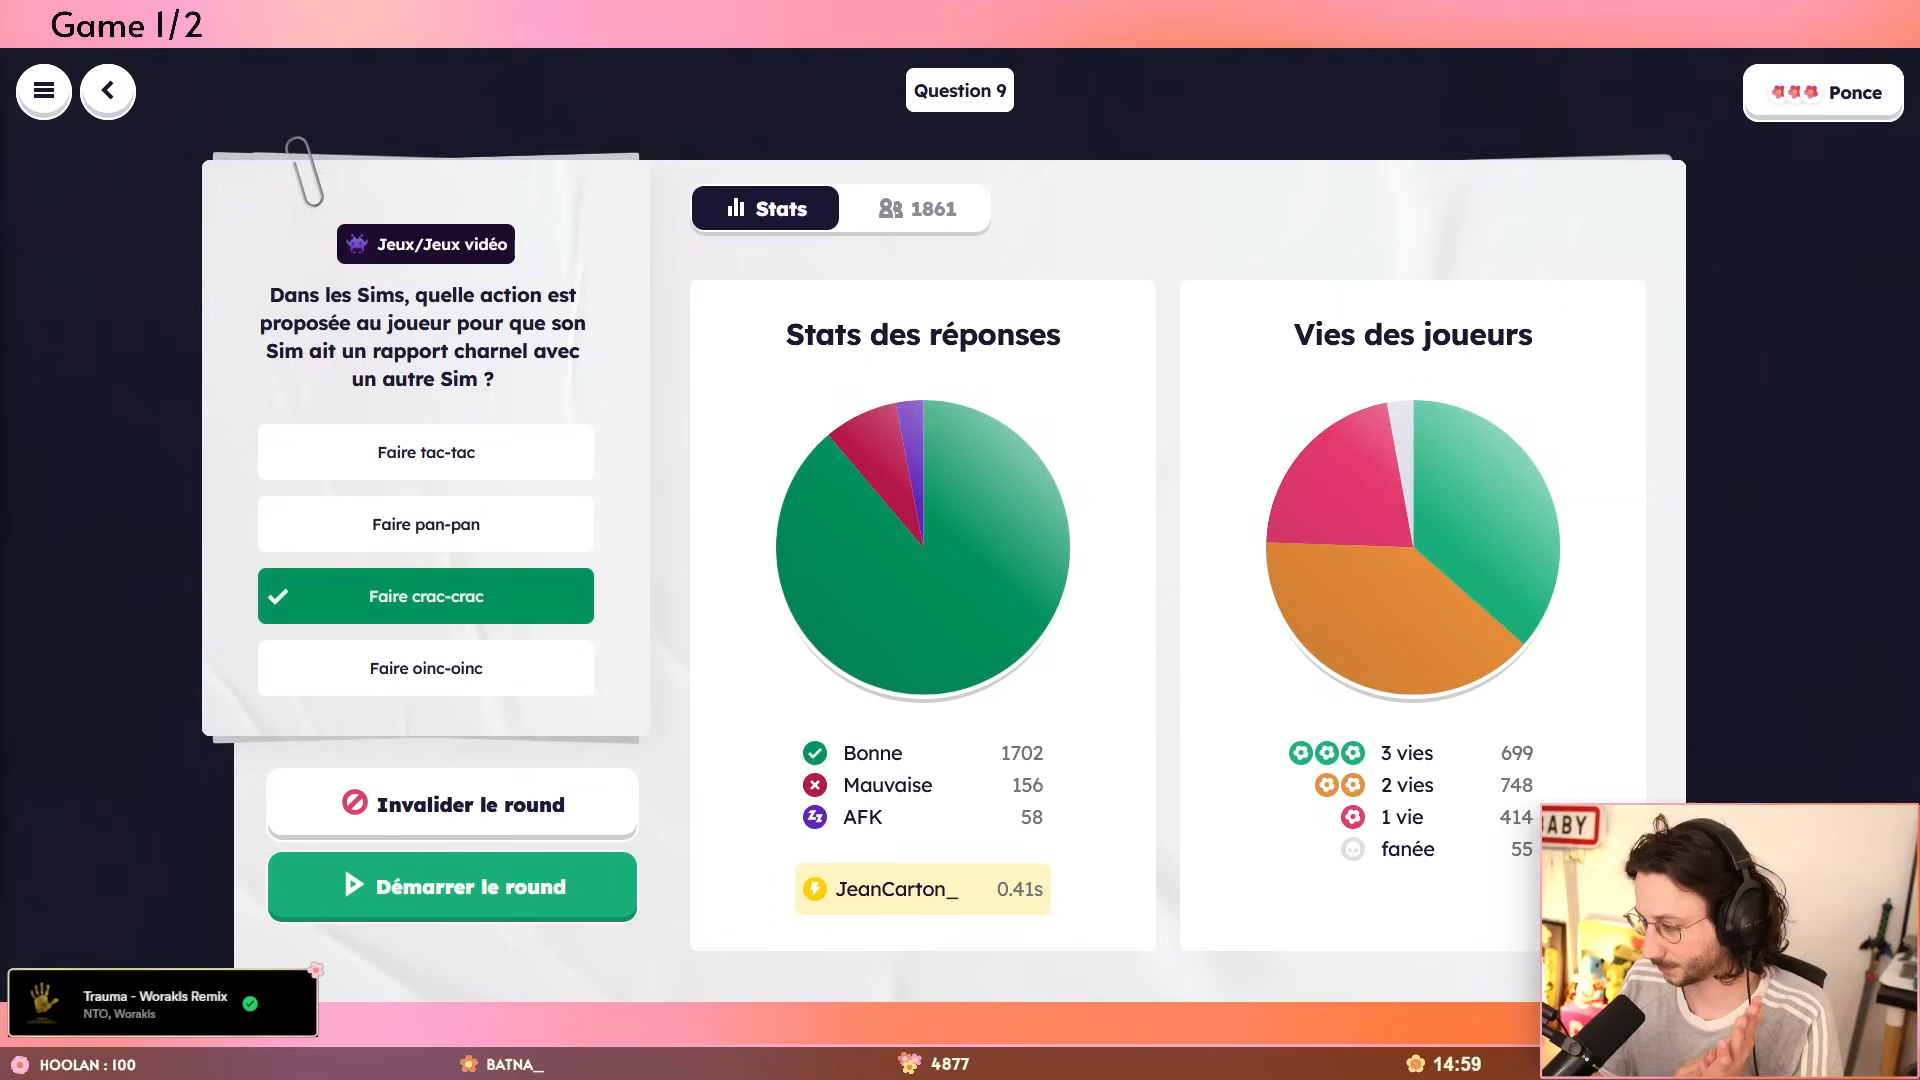 Game 1/2
Question 9
Ponce
Stats
1861
Jeux/Jeux vidéo
Dans les Sims, quelle action est
proposée au joueur pour que son
Sim ait un rapport charnel avec
un autre Sim ?
Faire tac-tac
Faire pan-pan
Faire crac-crac
Faire oinc-oinc
Invalider le round
Démarrer le round
Stats des réponses
Bonne 1702
Mauvaise 156
AFK 58
JeanCarton_ 0.41s
Vies des joueurs
3 vies 699
2 vies 748
1 vie 414
fanée 55
BABY
Trauma - Worakls Remix
NTO, Worakls
HOOLAN : 100
BATNA_
4877
14:59